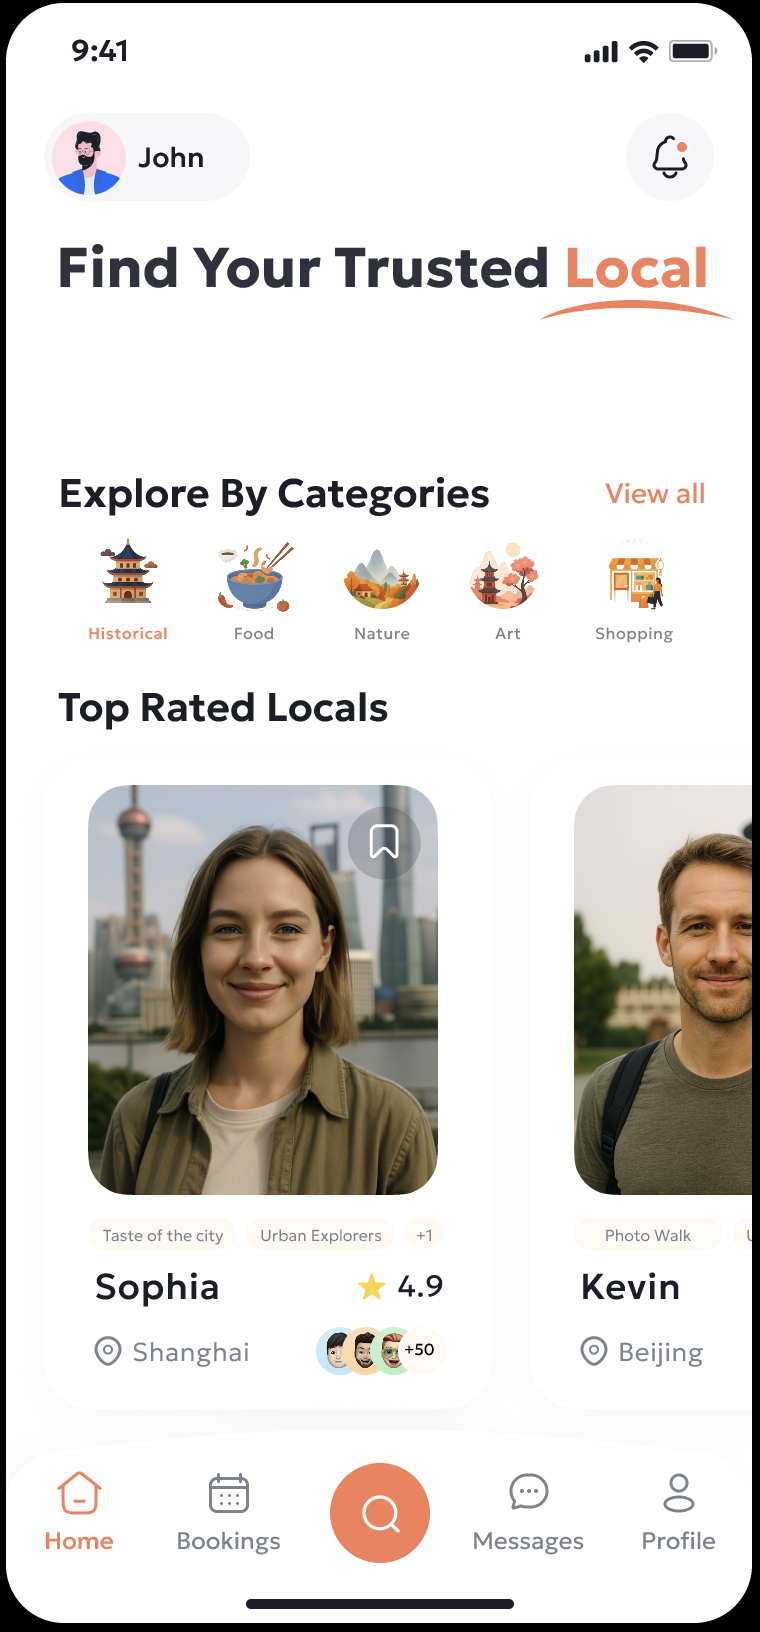 9:41
John
Find Your Trusted Local
Explore By Categories
View all
Historical
Food
Nature
Art
Shopping
Top Rated Locals
Taste of the city
Urban Explorers
+1
Photo Walk
Sophia
4.9
Kevin
Shanghai
+50
Beijing
Home
Bookings
Messages
Profile